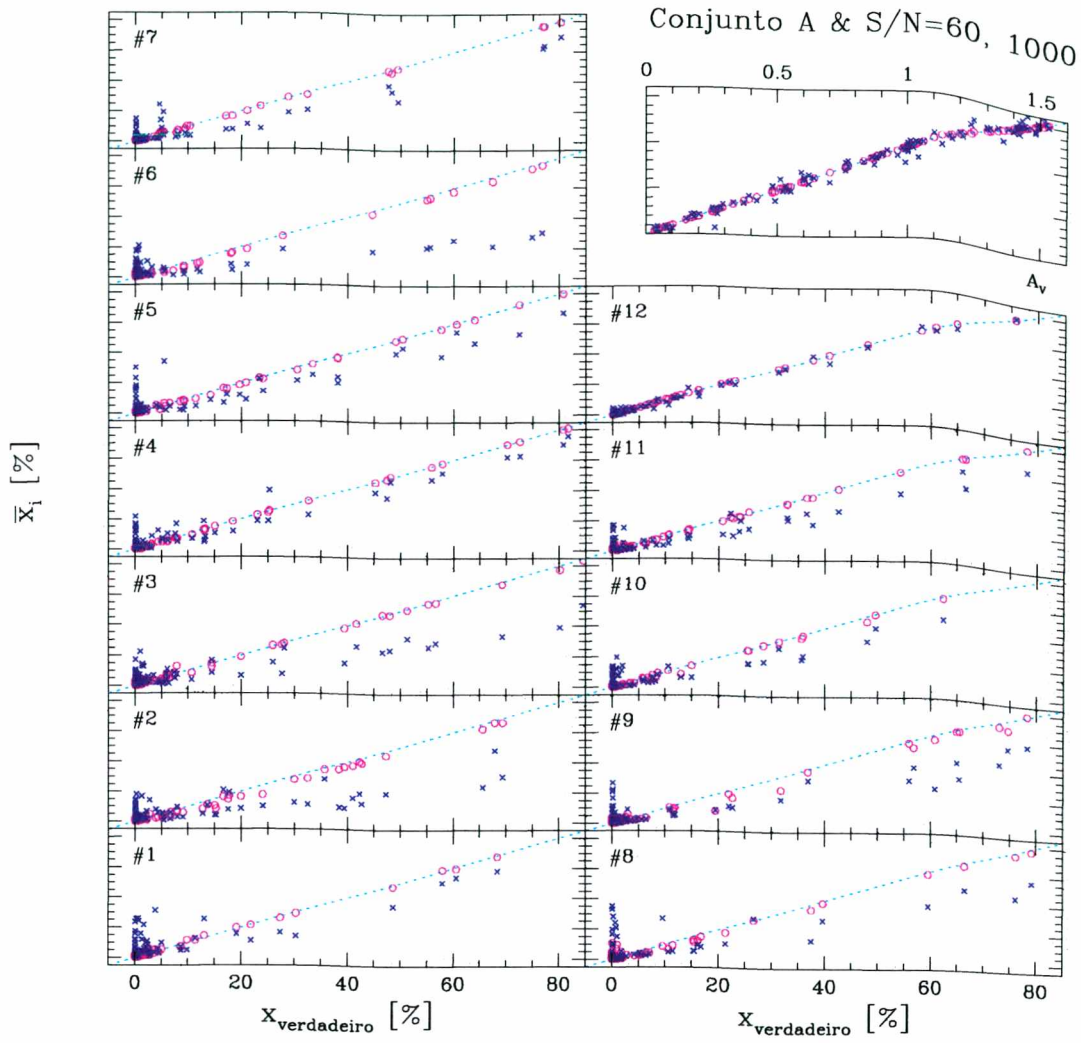 Conjunto A & S/N=60, 1000
0 0.5 1 1.5
A_V
#7
#6
#5
#4
#3
#2
#1
#12
#11
#10
#9
#8
X̅_i [%]
0 20 40 60 80
0 20 40 60 80
x_verdadeiro [%]
x_verdadeiro [%]